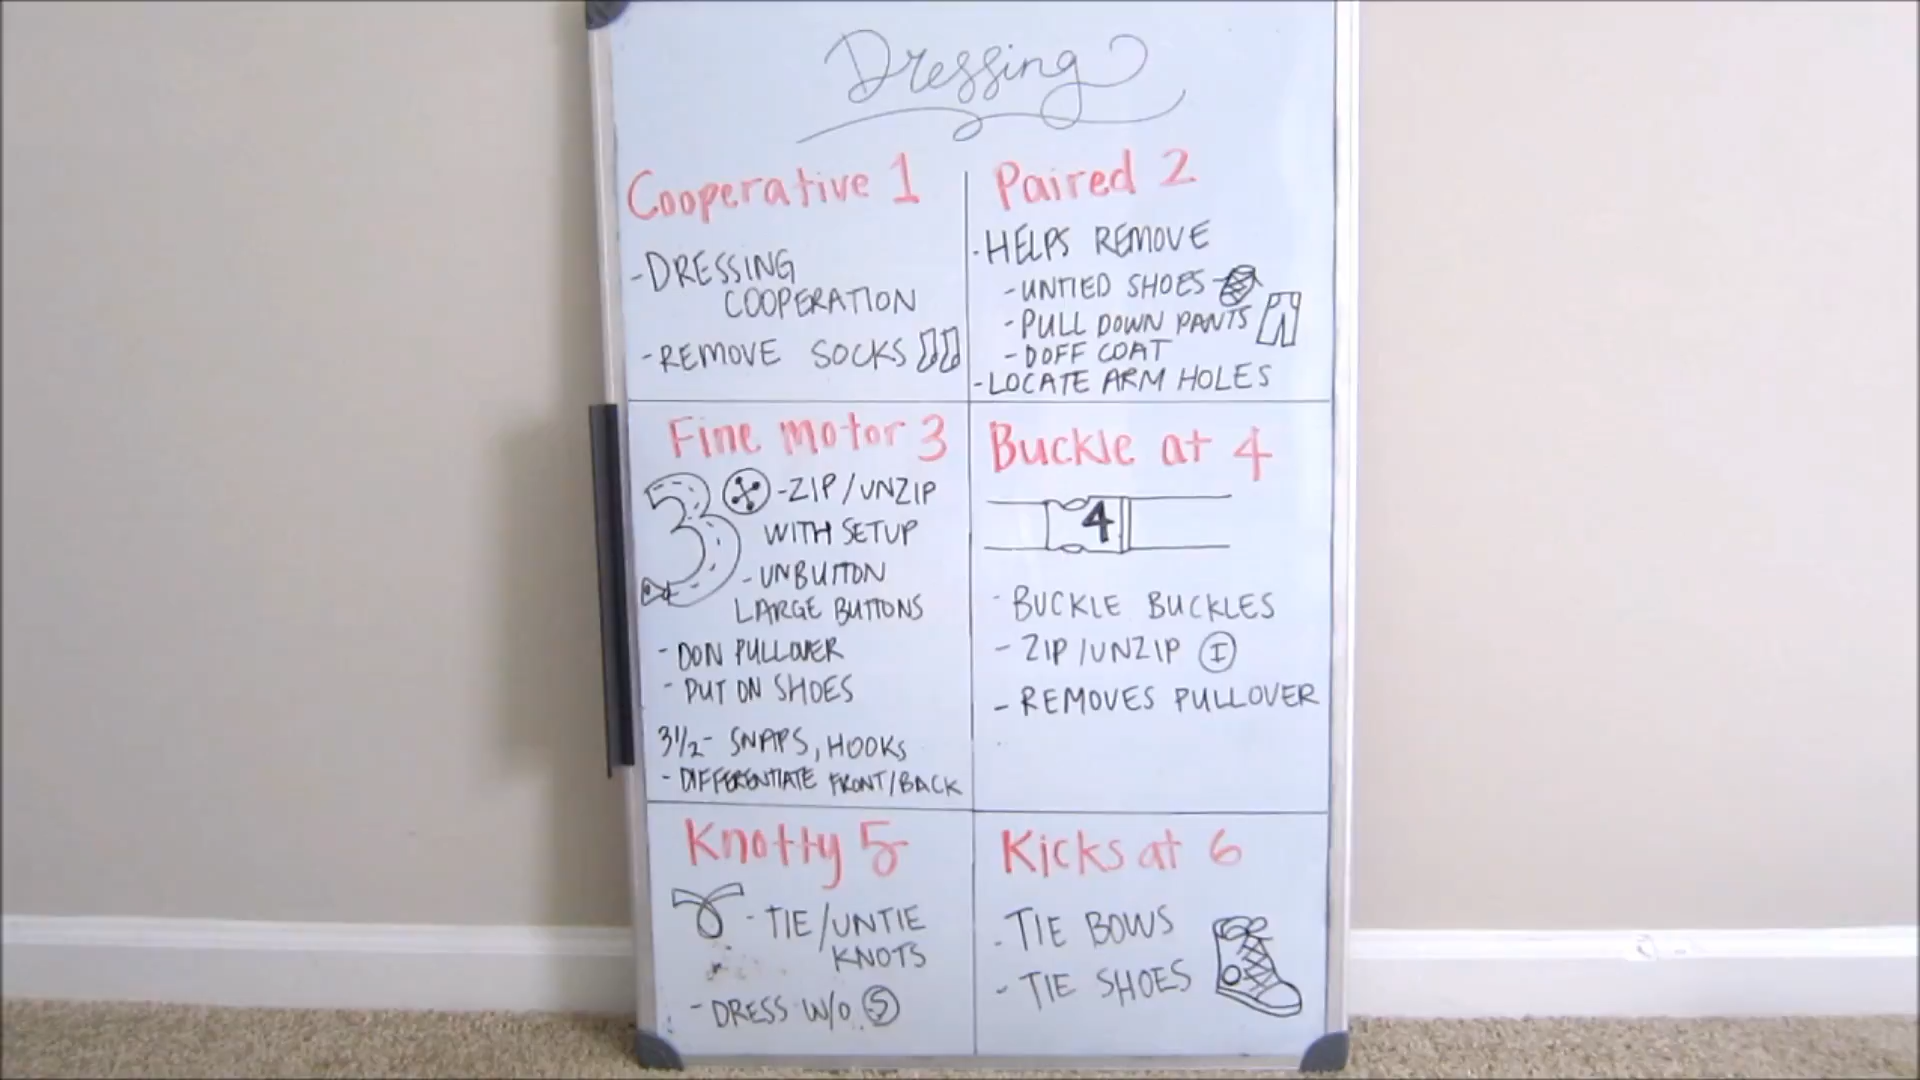 Dressing
Cooperative 1
-DRESSING
COOPERATION
-REMOVE SOCKS
Paired 2
-HELPS REMOVE
-UNTIED SHOES
-PULL DOWN PANTS
-DOFF COAT
-LOCATE ARM HOLES
Fine motor 3
3
-ZIP/UNZIP
WITH SETUP
-UNBUTTON
LARGE BUTTONS
-DON PULLOVER
-PUT ON SHOES
3½- SNAPS, HOOKS
-DIFFERENTIATE FRONT/BACK
Buckle at 4
4
-BUCKLE BUCKLES
-ZIP/UNZIP Ⓘ
-REMOVES PULLOVER
Knotty 5
-TIE/UNTIE
KNOTS
-DRESS W/O Ⓢ
Kicks at 6
-TIE BOWS
-TIE SHOES